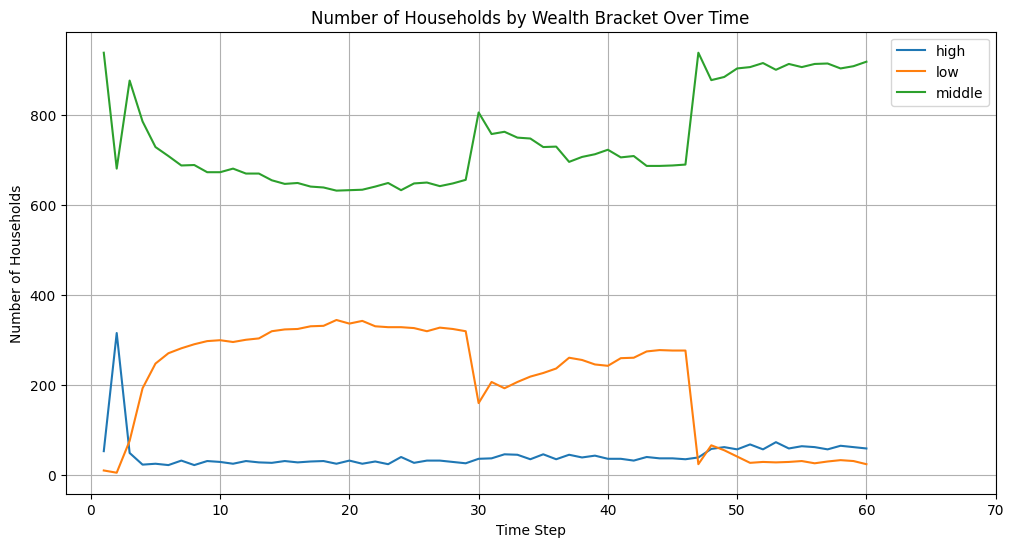 Number of Households by Wealth Bracket Over Time
high
low
middle
Number of Households
800
600
400
200
0
0 10 20 30 40 50 60 70
Time Step